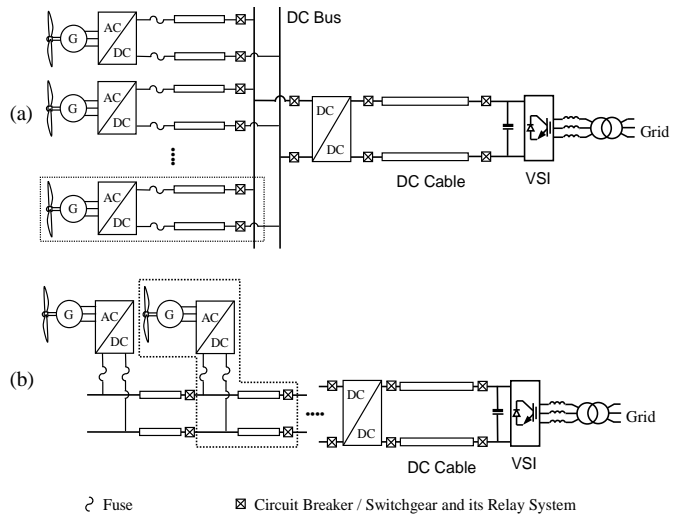 DC Bus
G
AC
DC
G
AC
DC
(a)
DC
DC
DC Cable
VSI
Grid
G
AC
DC
G
AC
DC
G
AC
DC
(b)
DC
DC
DC Cable
VSI
Grid
Fuse
Circuit Breaker / Switchgear and its Relay System